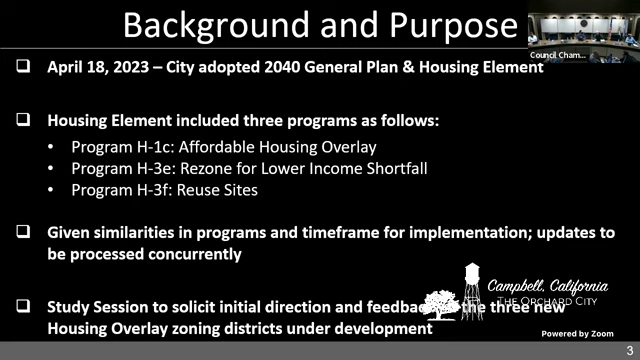 Background and Purpose
Council Cham...
April 18, 2023 – City adopted 2040 General Plan & Housing Element
Housing Element included three programs as follows:
• Program H-1c: Affordable Housing Overlay
• Program H-3e: Rezone for Lower Income Shortfall
• Program H-3f: Reuse Sites
Given similarities in programs and timeframe for implementation; updates to
be processed concurrently
Study Session to solicit initial direction and feedback the three new
Housing Overlay zoning districts under development
Campbell, California
THE ORCHARD CITY
Powered by Zoom
3